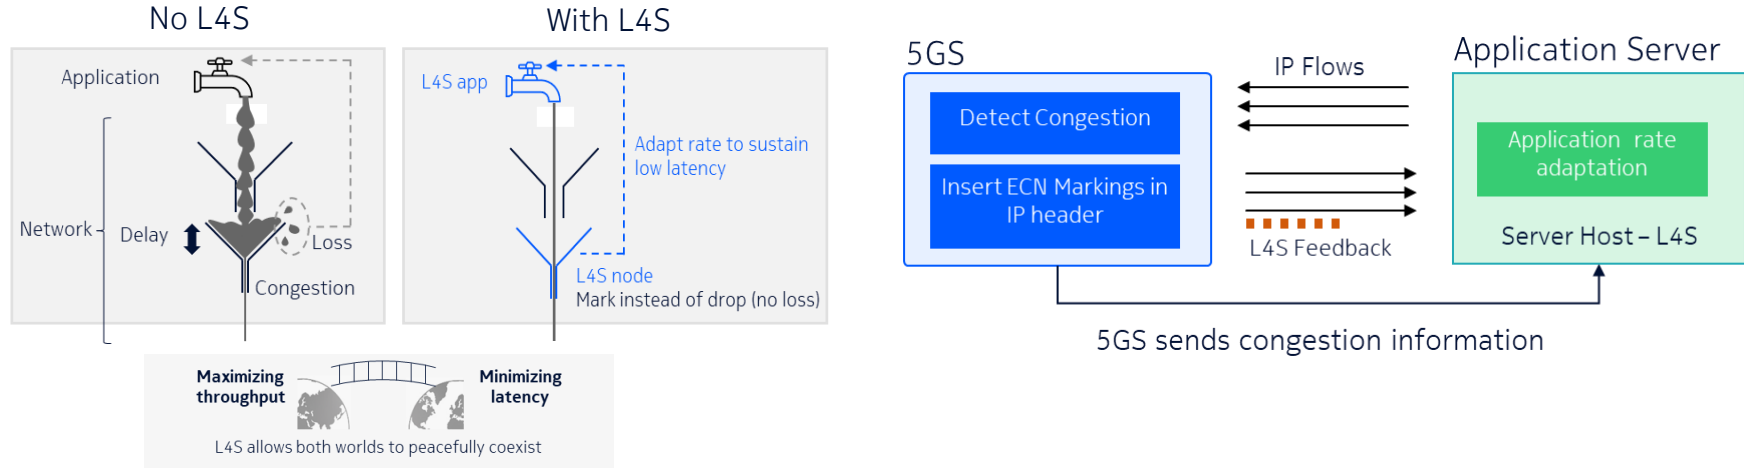 No L4S
Application
Network
Delay
Loss
Congestion
With L4S
L4S app
Adapt rate to sustain
low latency
L4S node
Mark instead of drop (no loss)
Maximizing
throughput
Minimizing
latency
L4S allows both worlds to peacefully coexist
5GS
Detect Congestion
Insert ECN Markings in
IP header
IP Flows
L4S Feedback
Application Server
Application rate
adaptation
Server Host – L4S
5GS sends congestion information